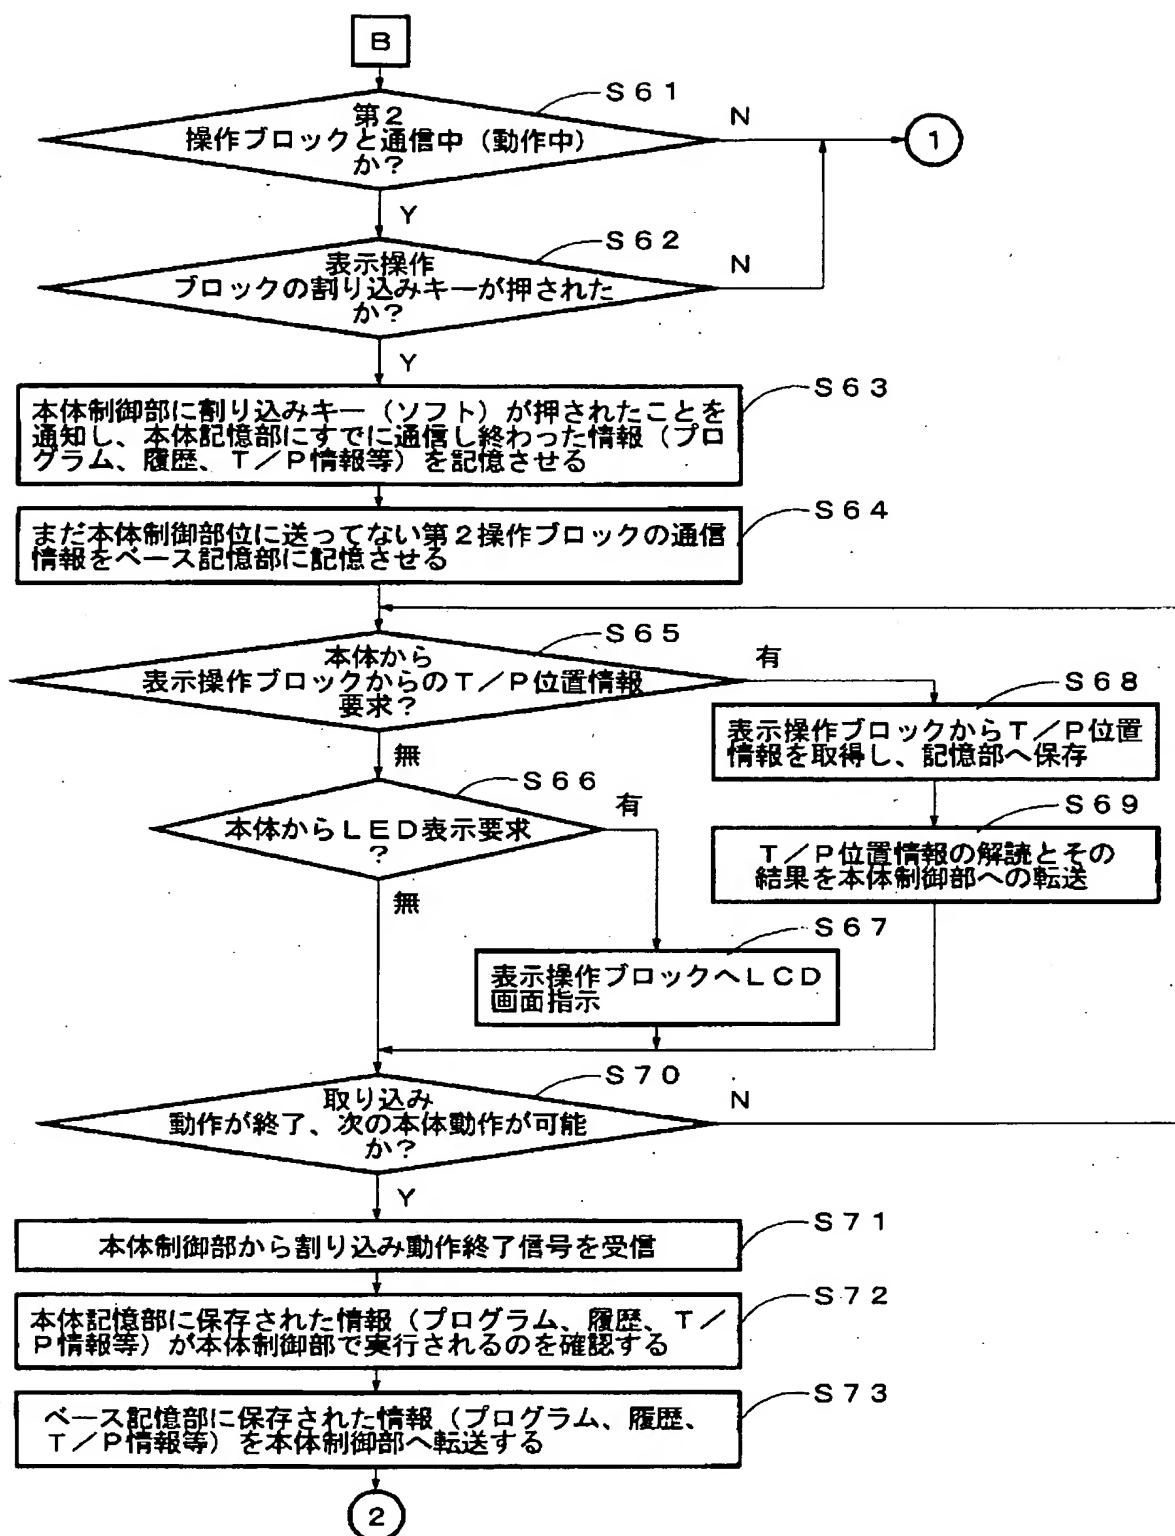 B
S61
第2
操作ブロックと通信中（動作中）
か？
N
1
Y
S62
表示操作
ブロックの割り込みキーが押された
か？
N
Y
S63
本体制御部に割り込みキー（ソフト）が押されたことを
通知し、本体記憶部にすでに通信し終わった情報（プロ
グラム、履歴、T／P情報等）を記憶させる
S64
まだ本体制御部位に送ってない第2操作ブロックの通信
情報をベース記憶部に記憶させる
S65
本体から
表示操作ブロックからのT／P位置情報
要求？
有
無
S68
表示操作ブロックからT／P位置
情報を取得し、記憶部へ保存
S66
本体からLED表示要求
？
有
無
S69
T／P位置情報の解読とその
結果を本体制御部への転送
S67
表示操作ブロックへLCD
画面指示
S70
取り込み
動作が終了、次の本体動作が可能
か？
N
Y
S71
本体制御部から割り込み動作終了信号を受信
S72
本体記憶部に保存された情報（プログラム、履歴、T／
P情報等）が本体制御部で実行されるのを確認する
S73
ベース記憶部に保存された情報（プログラム、履歴、
T／P情報等）を本体制御部へ転送する
2